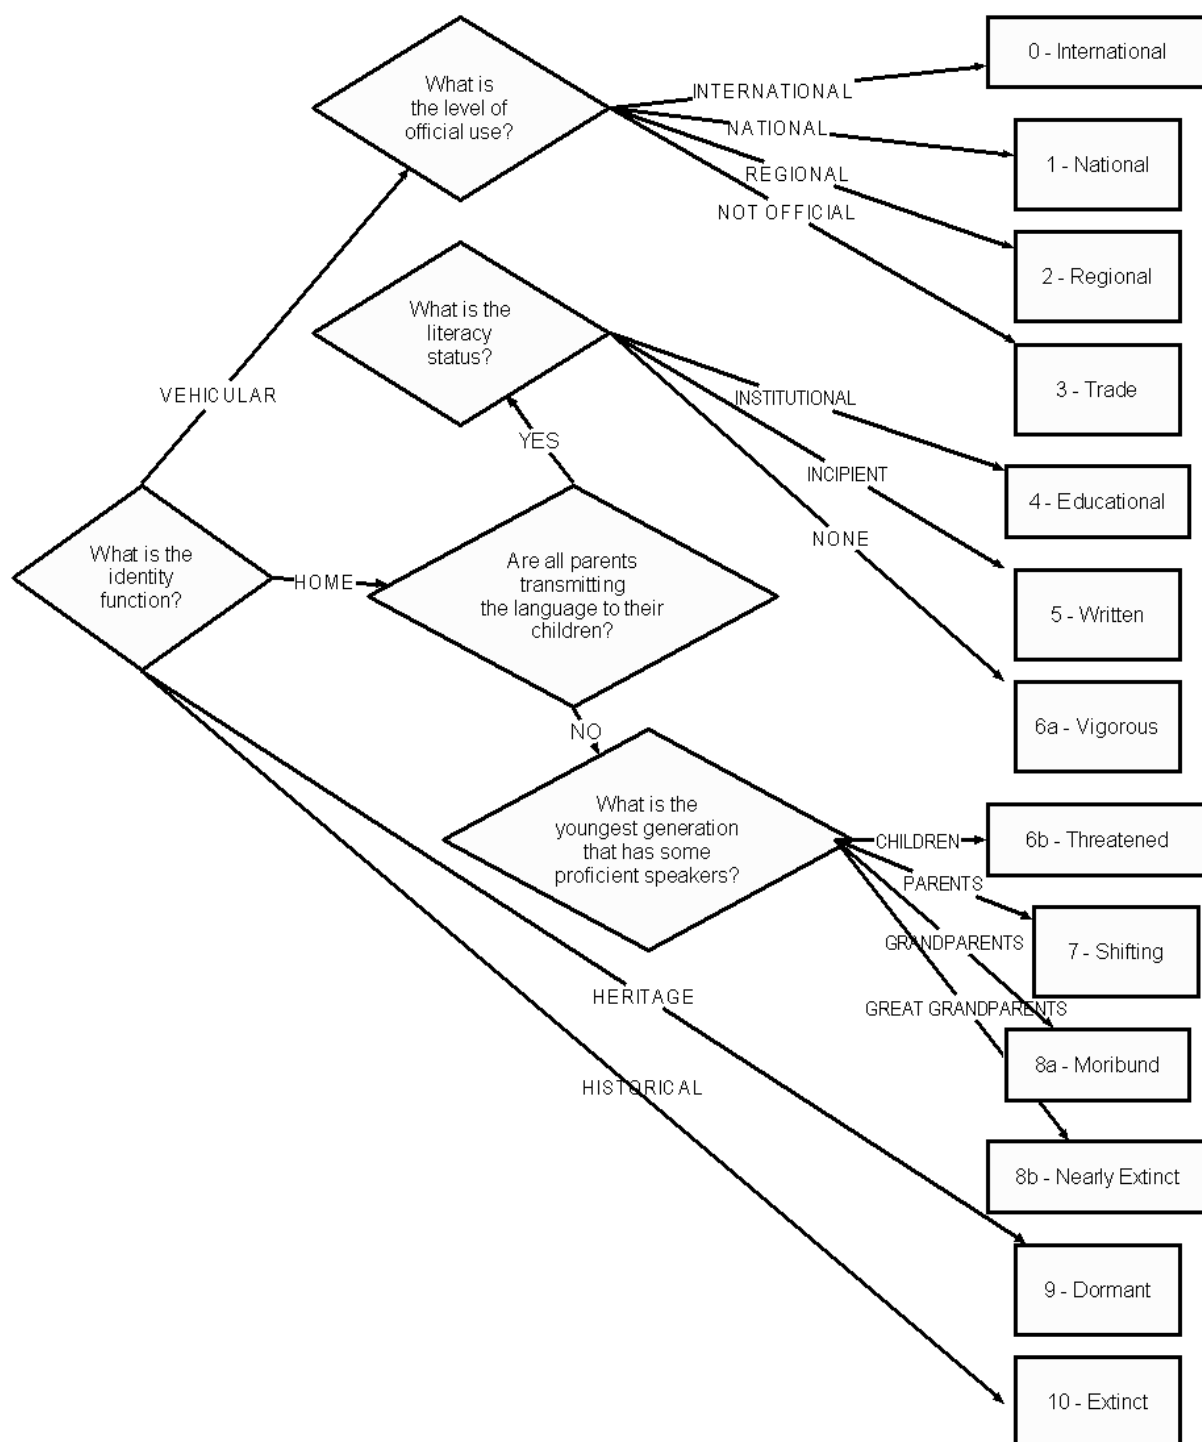 What is
the level of
official use?
INTERNATIONAL
NATIONAL
REGIONAL
NOT OFFICIAL
0 - International
1 - National
2 - Regional
3 - Trade
What is the
literacy
status?
INSTITUTIONAL
INCIPIENT
NONE
4 - Educational
5 - Written
6a - Vigorous
VEHICULAR
YES
What is the
identity
function?
HOME
Are all parents
transmitting
the language to their
children?
NO
What is the
youngest generation
that has some
proficient speakers?
CHILDREN
PARENTS
GRANDPARENTS
GREAT GRANDPARENTS
6b - Threatened
7 - Shifting
8a - Moribund
8b - Nearly Extinct
HERITAGE
HISTORICAL
9 - Dormant
10 - Extinct